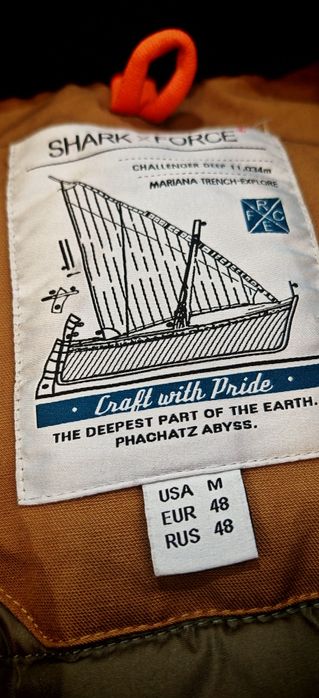 SHARK FORCE
CHALLENGER DEEP 11,034m
MARIANA TRENCH-EXPLORE
FRCE
Craft with Pride
THE DEEPEST PART OF THE EARTH.
PHACHATZ ABYSS.
USA M
EUR 48
RUS 48